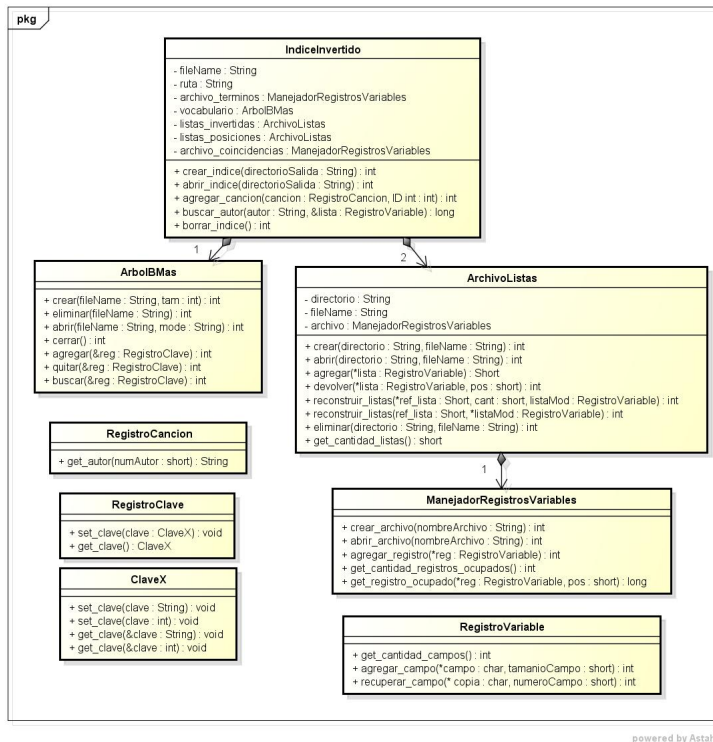 pkg
IndiceInvertido
- fileName : String
- ruta : String
- archivo_terminos : ManejadorRegistrosVariables
- vocabulario : ArbolBMas
- listas_invertidas : ArchivoListas
- listas_posiciones : ArchivoListas
- archivo_coincidencias : ManejadorRegistrosVariables
+ crear_indice(directorioSalida : String) : int
+ abrir_indice(directorioSalida : String) : int
+ agregar_cancion(cancion : RegistroCancion, ID int : int) : int
+ buscar_autor(autor : String, &lista : RegistroVariable) : long
+ borrar_indice() : int
1
2
ArbolBMas
+ crear(fileName : String, tam : int) : int
+ eliminar(fileName : String) : int
+ abrir(fileName : String, mode : String) : int
+ cerrar() : int
+ agregar(&reg : RegistroClave) : int
+ quitar(&reg : RegistroClave) : int
+ buscar(&reg : RegistroClave) : int
ArchivoListas
- directorio : String
- fileName : String
- archivo : ManejadorRegistrosVariables
+ crear(directorio : String, fileName : String) : int
+ abrir(directorio : String, fileName : String) : int
+ agregar(*lista : RegistroVariable) : Short
+ devolver(*lista : RegistroVariable, pos : short) : int
+ reconstruir_listas(*ref_lista : Short, cant : short, listaMod : RegistroVariable) : int
+ reconstruir_listas(ref_lista : Short, *listaMod : RegistroVariable) : int
+ eliminar(directorio : String, fileName : String) : int
+ get_cantidad_listas() : short
1
RegistroCancion
+ get_autor(numAutor : short) : String
RegistroClave
+ set_clave(clave : ClaveX) : void
+ get_clave() : ClaveX
ClaveX
+ set_clave(clave : String) : void
+ set_clave(clave : int) : void
+ get_clave(&clave : String) : void
+ get_clave(&clave : int) : void
ManejadorRegistrosVariables
+ crear_archivo(nombreArchivo : String) : int
+ abrir_archivo(nombreArchivo : String) : int
+ agregar_registro(*reg : RegistroVariable) : int
+ get_cantidad_registros_ocupados() : int
+ get_registro_ocupado(*reg : RegistroVariable, pos : short) : long
RegistroVariable
+ get_cantidad_campos() : int
+ agregar_campo(*campo : char, tamanioCampo : short) : int
+ recuperar_campo(* copia : char, numeroCampo : short) : int
powered by Astah